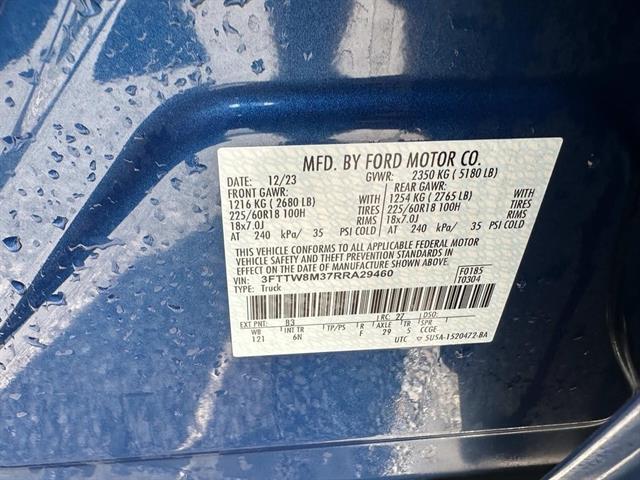 MFD. BY FORD MOTOR CO.
DATE: 12/23 GVWR: 2350 KG ( 5180 LB)
FRONT GAWR: REAR GAWR:
1216 KG ( 2680 LB) 1254 KG ( 2765 LB)
225/60R18 100H TIRES 225/60R18 100H TIRES
18x7.0J RIMS 18x7.0J RIMS
AT 240 kPa/ 35 PSI COLD AT 240 kPa/ 35 PSI COLD
THIS VEHICLE CONFORMS TO ALL APPLICABLE FEDERAL MOTOR
VEHICLE SAFETY AND THEFT PREVENTION STANDARDS IN EFFECT
ON THE DATE OF MANUFACTURE SHOWN ABOVE.
VIN: 3FTTW8M37RRA29460 F0185
TYPE: Truck T0304
EXT PNT: B3 RC: 27 DSO:
WB INT TR TP/PS R AXLE TR SPR
121 6N F 29 5 CCGE
UTC 5U5A-1520472-BA